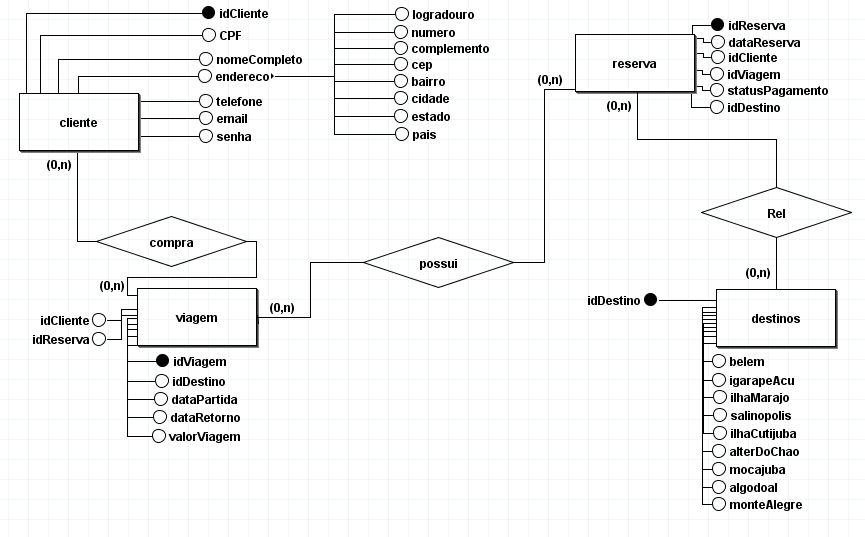 idCliente
CPF
nomeCompleto
endereco
telefone
email
senha
cliente
(0,n)
logradouro
numero
complemento
cep
bairro
cidade
estado
pais
reserva
(0,n)
(0,n)
idReserva
dataReserva
idCliente
idViagem
statusPagamento
idDestino
compra
possui
Rel
(0,n)
(0,n)
(0,n)
viagem
idCliente
idReserva
idViagem
idDestino
dataPartida
dataRetorno
valorViagem
idDestino
destinos
belem
igarapeAcu
ilhaMarajo
salinopolis
ilhaCutijuba
alterDoChao
mocajuba
algodoal
monteAlegre